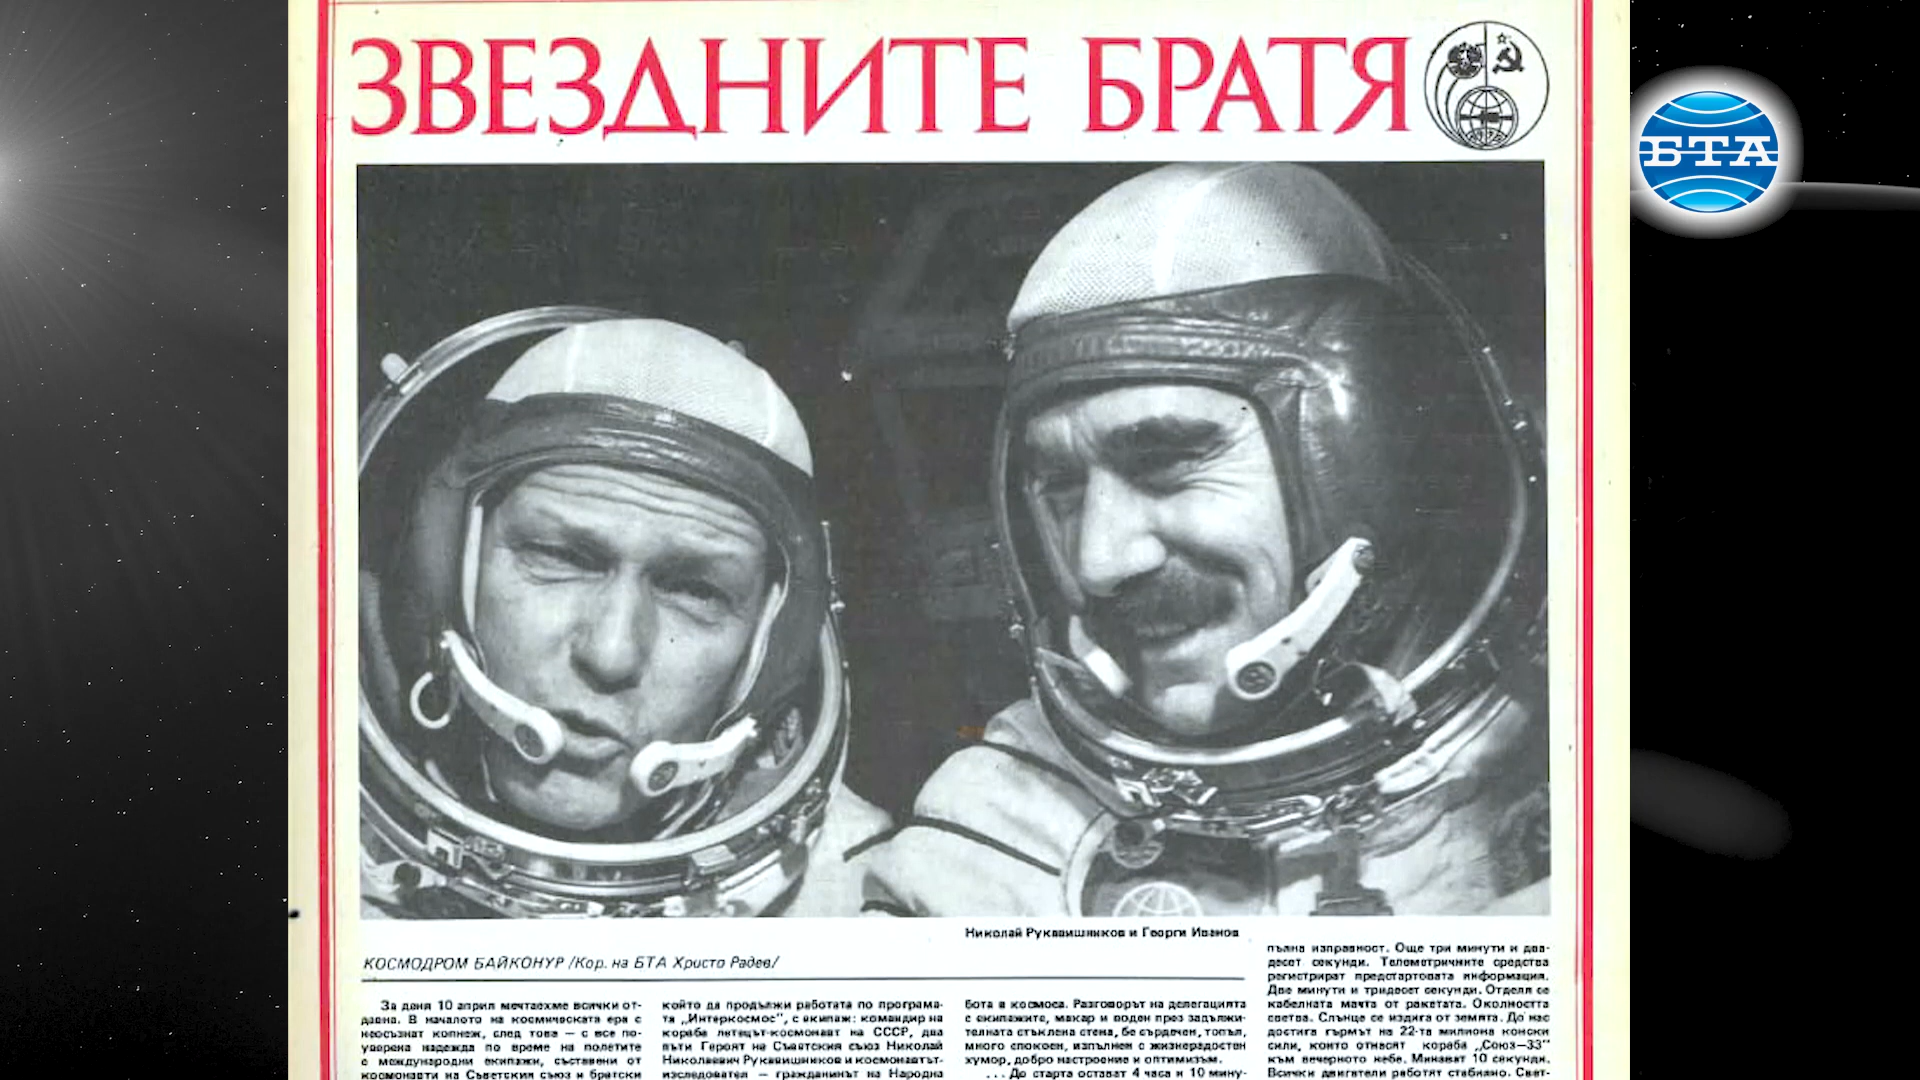 ЗВЕЗДНИТЕ БРАТЯ
БТА
Николай Рукавишников и Георги Иванов
КОСМОДРОМ БАЙКОНУР /Кор. на БТА Христо Радев/
За деня 10 април мечтаехме всички от-
давна. В началото на космическата ера с
неосъзнат копнеж, след това — с все по-
уверена надежда по време на полетите
с международни екипажи, съставени от
космонавти на Съветския съюз и братски
който да продължи работата по програма-
та „Интеркосмос", с екипаж: командир на
кораба летецът-космонавт на СССР, два
пъти Героят на Съветския съюз Николай
Николаевич Рукавишников и космонавтът-
изследовател — гражданинът на Народна
бота в космоса. Разговорът на делегацията
с екипажите, макар и воден през задължи-
телната стъклена стена, бе сърдечен, топъл,
много спокоен, изпълнен с жизнерадостен
хумор, добро настроение и оптимизъм.
... До старта остават 4 часа и 10 мину-
пълна изправност. Още три минути и два-
десет секунди. Телеметричните средства
регистрират предстартовата информация.
Две минути и тридесет секунди. Отделя се
кабелната мачта от ракетата. Околността
светва. Слънце се издига от земята. До нас
достига гърмът на 22-та милиона конски
сили, които отнасят кораба „Союз—33"
към вечерното небе. Минават 10 секунди.
Всички двигатели работят стабилно. Свет-